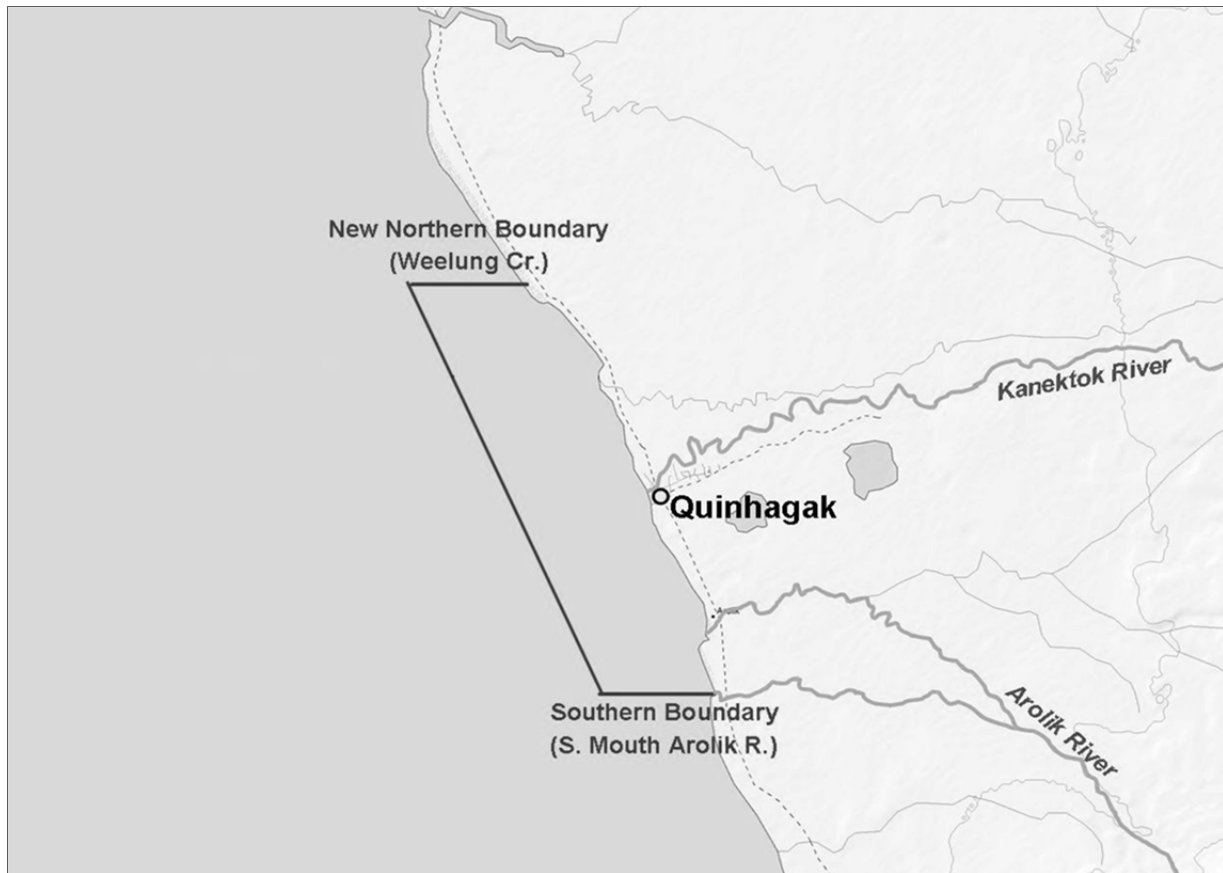 New Northern Boundary
(Weelung Cr.)
Kanektok River
Quinhagak
Southern Boundary
(S. Mouth Arolik R.)
Arolik River